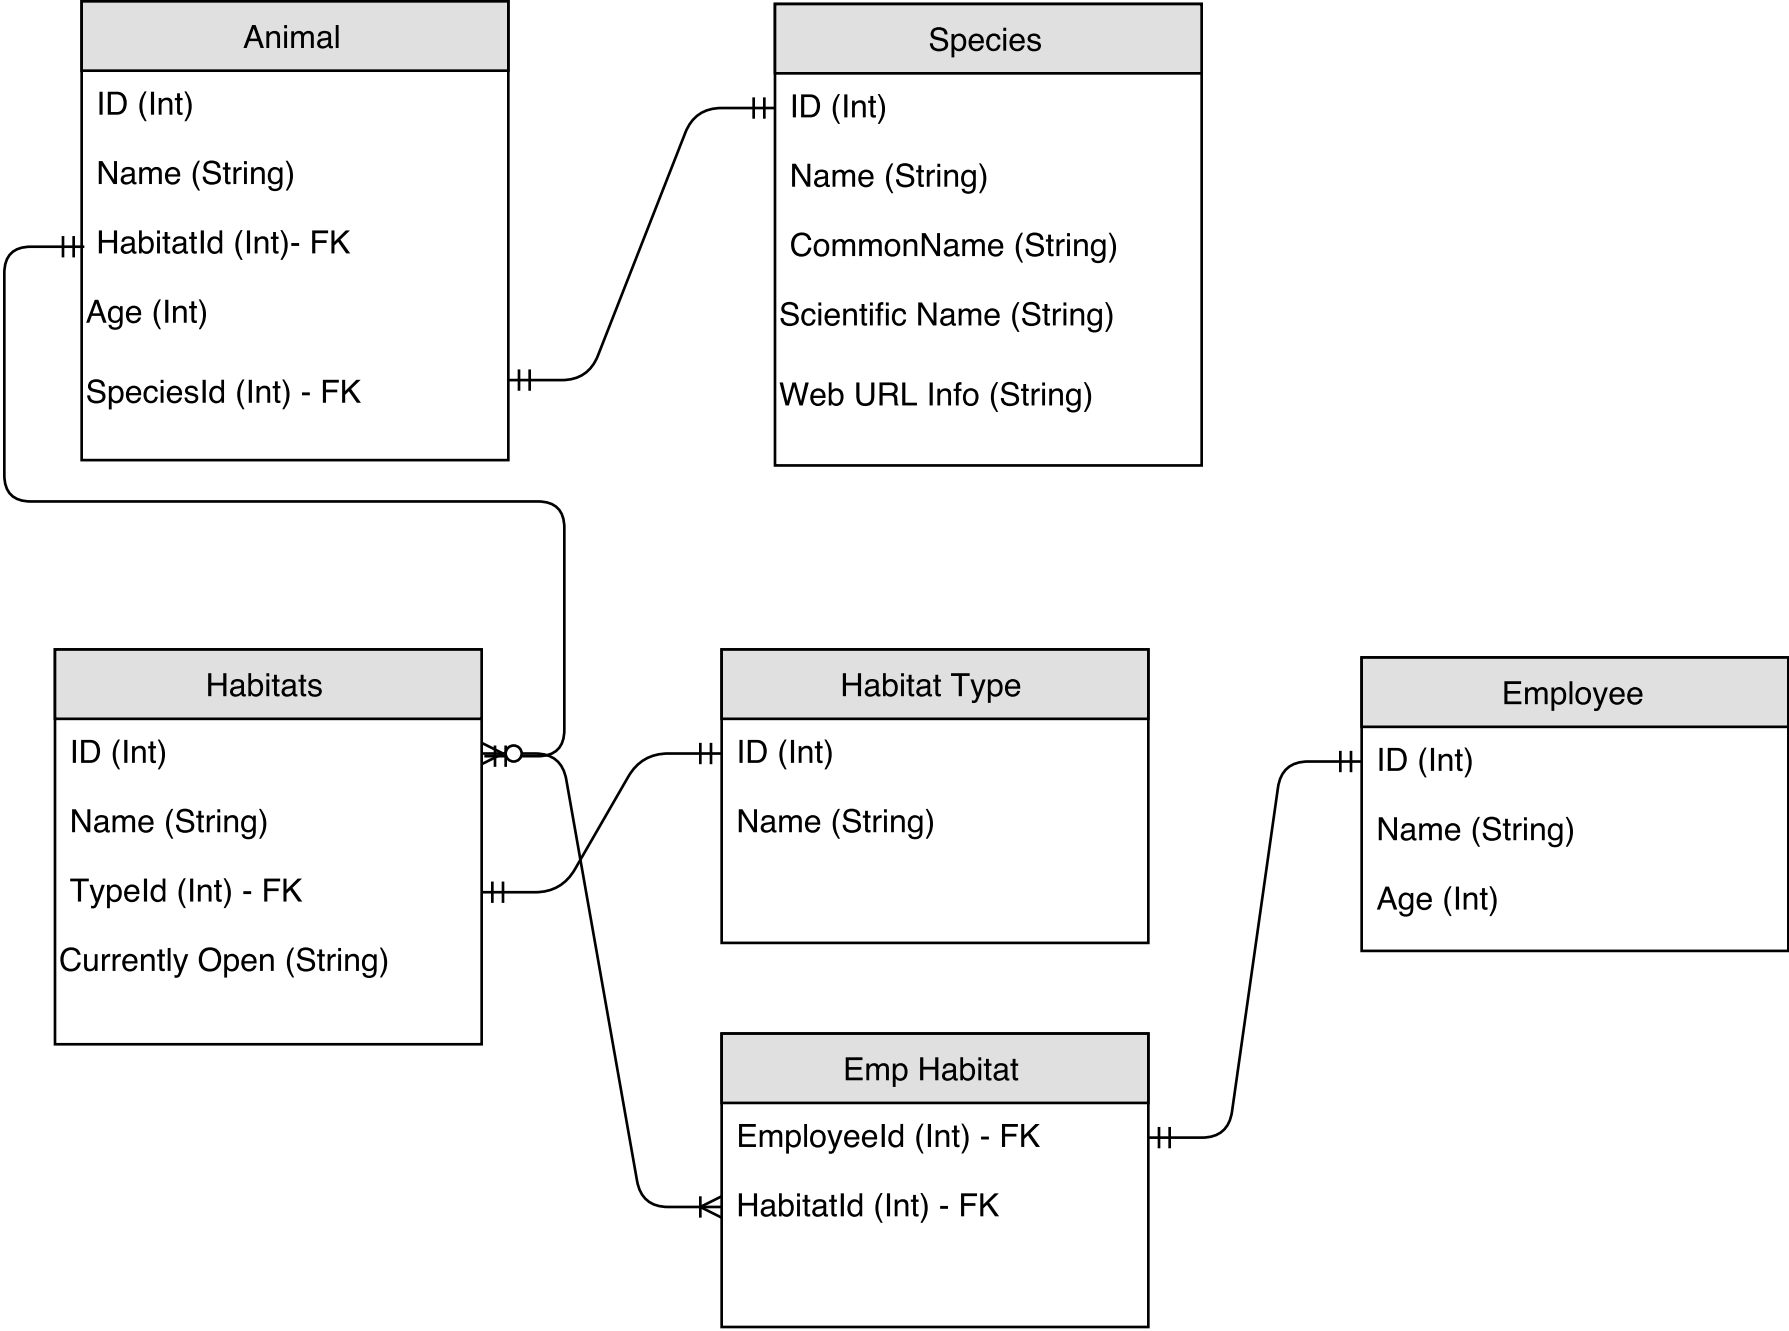 Animal
ID (Int)
Name (String)
HabitatId (Int)- FK
Age (Int)
SpeciesId (Int) - FK
Species
ID (Int)
Name (String)
CommonName (String)
Scientific Name (String)
Web URL Info (String)
Habitats
ID (Int)
Name (String)
TypeId (Int) - FK
Currently Open (String)
Habitat Type
ID (Int)
Name (String)
Employee
ID (Int)
Name (String)
Age (Int)
Emp Habitat
EmployeeId (Int) - FK
HabitatId (Int) - FK